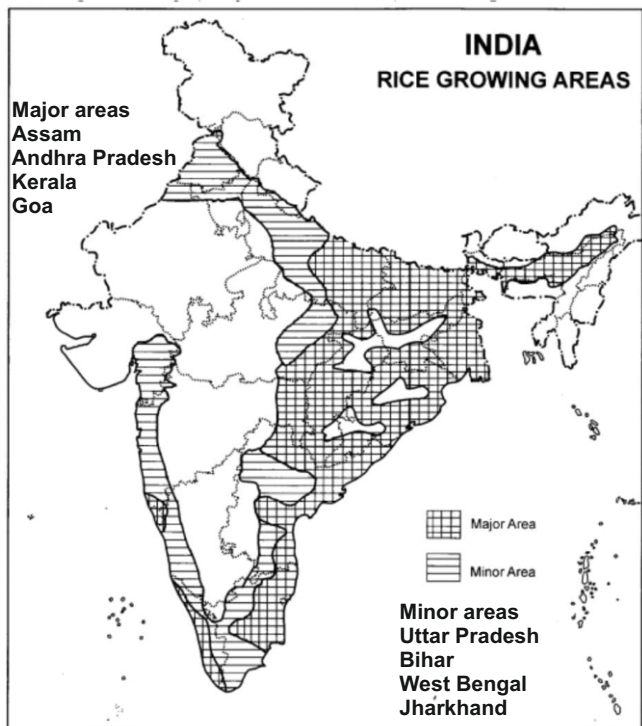 INDIA
RICE GROWING AREAS
Major areas
Assam
Andhra Pradesh
Kerala
Goa
Major Area
Minor Area
Minor areas
Uttar Pradesh
Bihar
West Bengal
Jharkhand